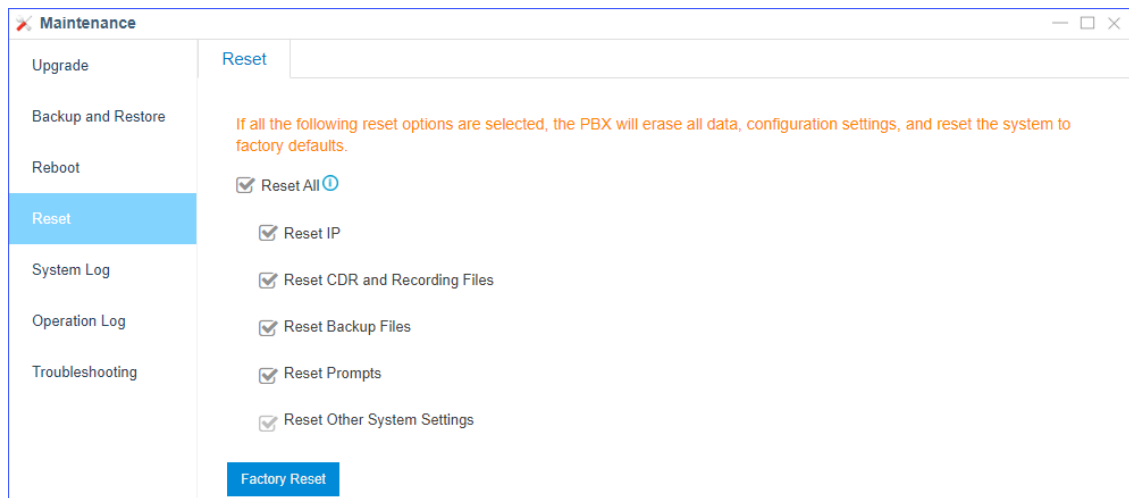 Maintenance
Upgrade
Backup and Restore
Reboot
Reset
System Log
Operation Log
Troubleshooting
Reset
If all the following reset options are selected, the PBX will erase all data, configuration settings, and reset the system to
factory defaults.
Reset All
Reset IP
Reset CDR and Recording Files
Reset Backup Files
Reset Prompts
Reset Other System Settings
Factory Reset